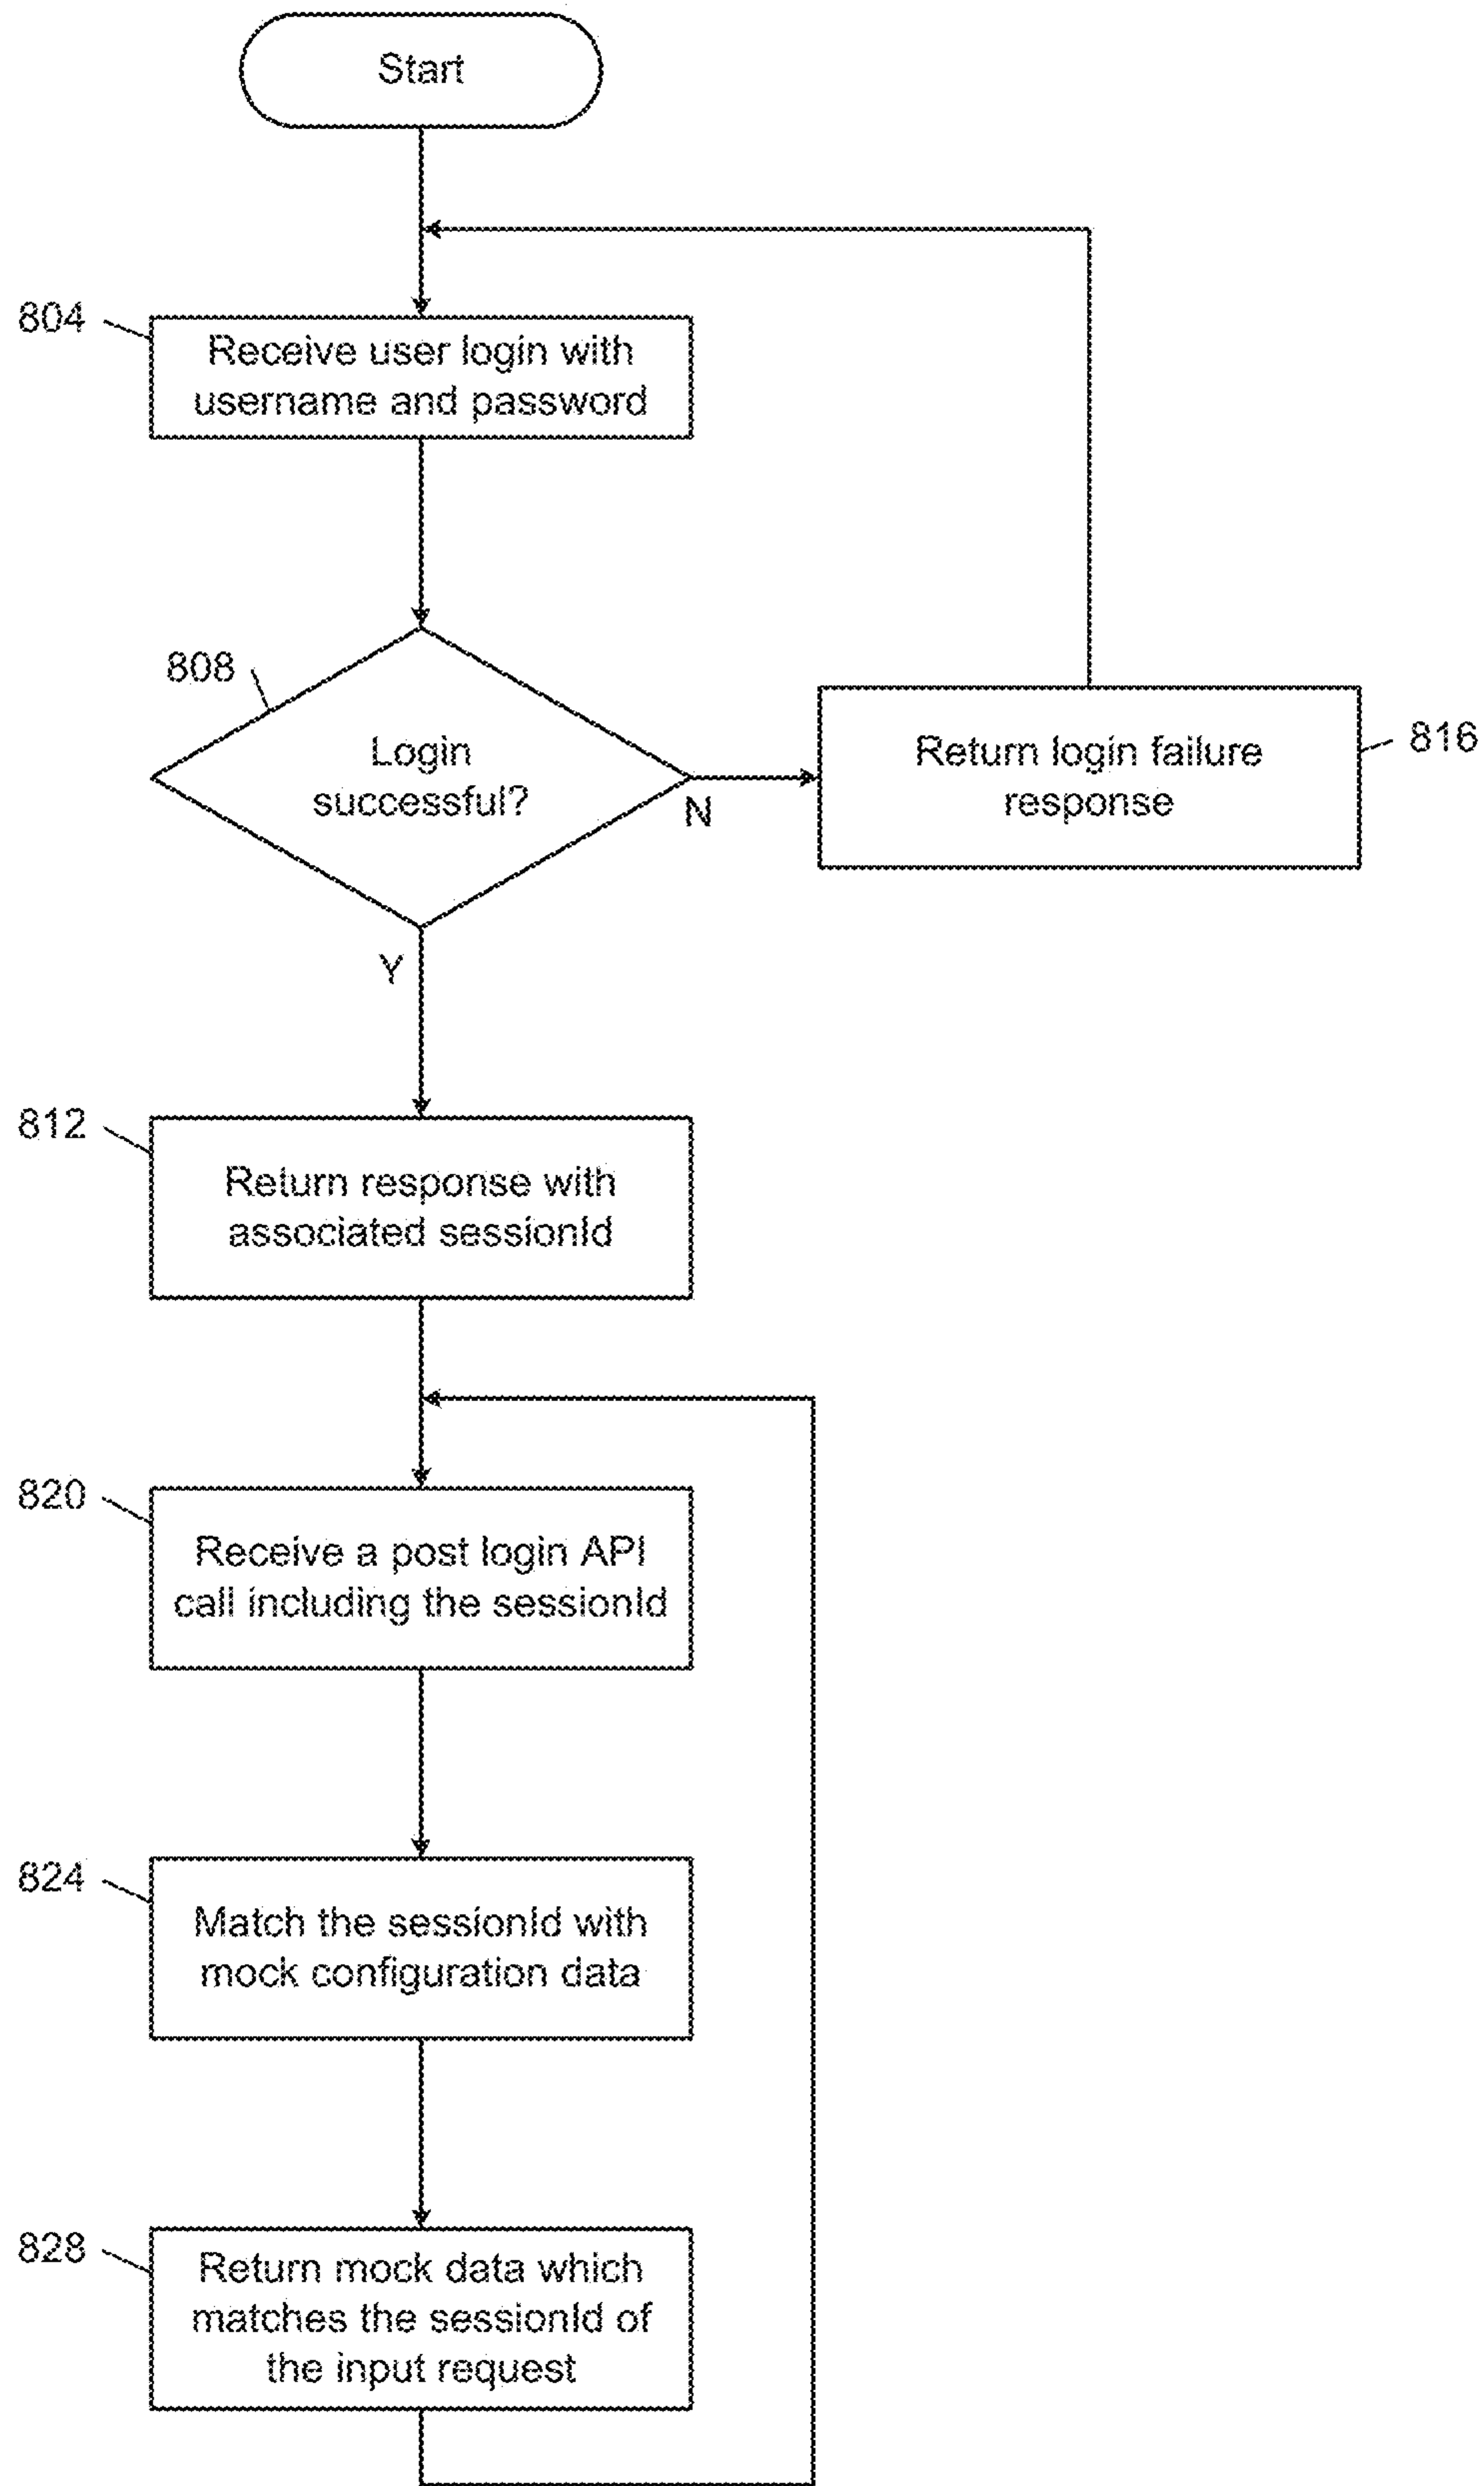 Start
804
Receive user login with
username and password
808
Login
successful?
N
Return login failure
response
816
Y
812
Return response with
associated sessionId
820
Receive a post login API
call including the sessionId
824
Match the sessionId with
mock configuration data
828
Return mock data which
matches the sessionId of
the input request